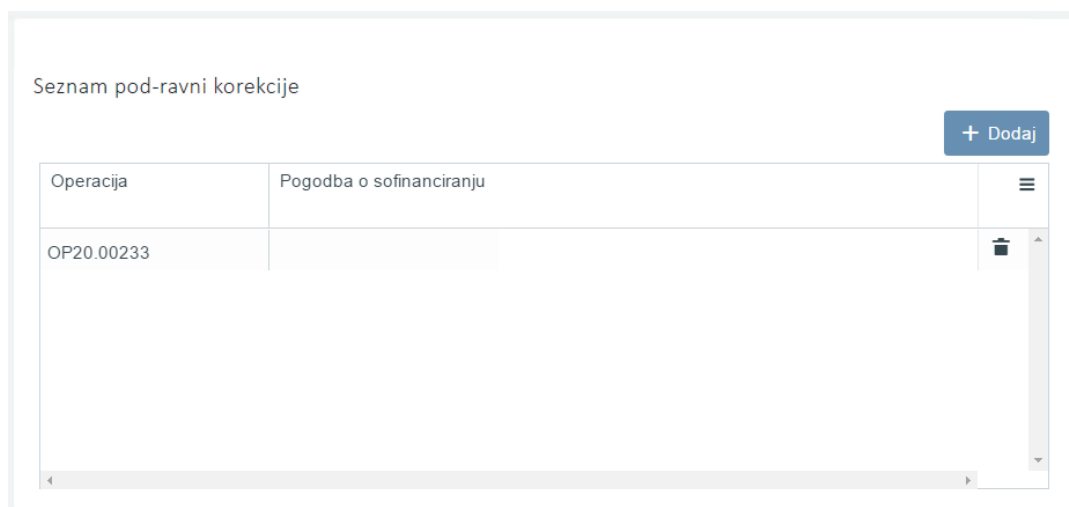 Seznam pod-ravni korekcije
+ Dodaj
Operacija Pogodba o sofinanciranju
OP20.00233